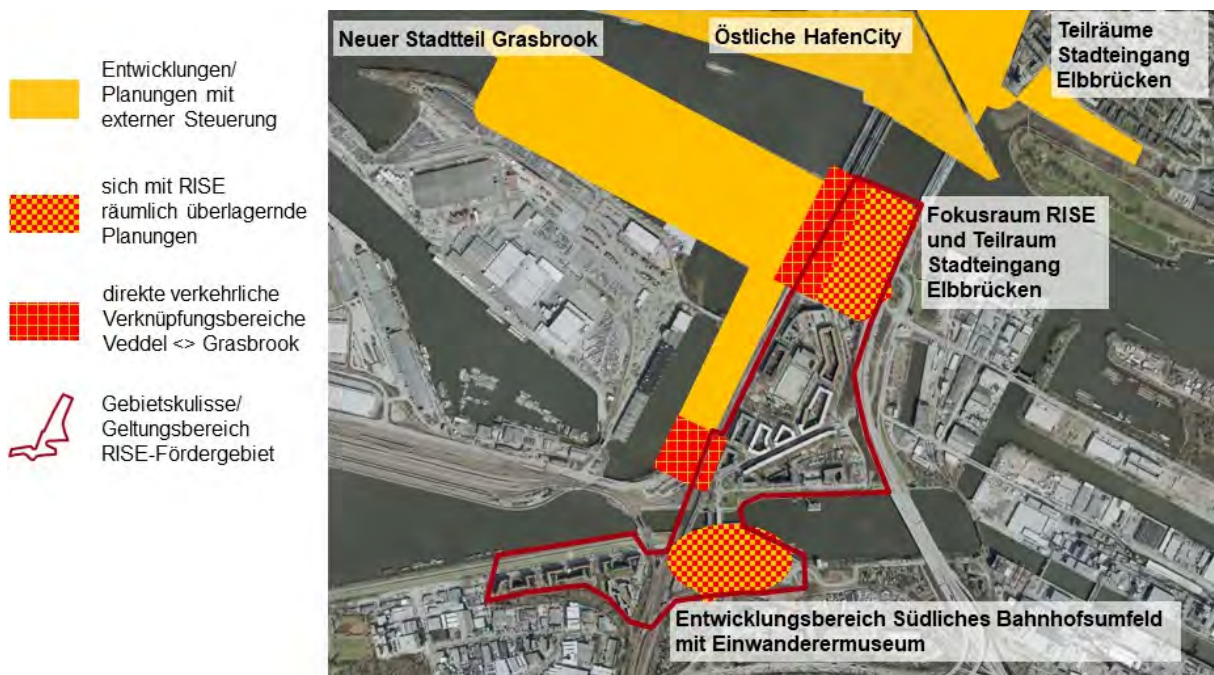 Entwicklungen/
Planungen mit
externer Steuerung
sich mit RISE
räumlich überlagernde
Planungen
direkte verkehrliche
Verknüpfungsbereiche
Veddel <> Grasbrook
Gebietskulisse/
Geltungsbereich
RISE-Fördergebiet
Neuer Stadtteil Grasbrook
Östliche HafenCity
Teilräume
Stadteingang
Elbbrücken
Fokusraum RISE
und Teilraum
Stadteingang
Elbbrücken
Entwicklungsbereich Südliches Bahnhofsumfeld
mit Einwanderermuseum